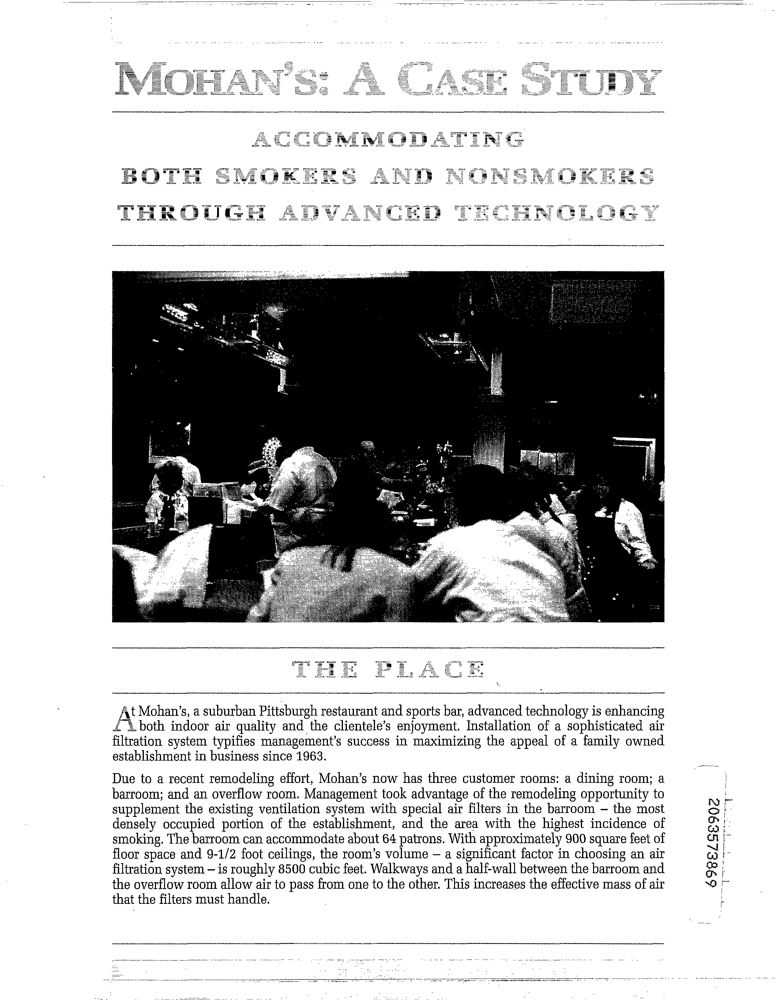 MOHAN'S: A CASE STUDY
ACCOMMODATING
BOTH SMOKERS AND NONSMOKERS
THROUGH ADVANCED TECHNOLOGY
THE PLACE
At Mohan's, a suburban Pittsburgh restaurant and sports bar, advanced technology is enhancing
both indoor air quality and the clientele's enjoyment. Installation of a sophisticated air
filtration system typifies management's success in maximizing the appeal of a family owned
establishment in business since 1963.
Due to a recent remodeling effort, Mohan's now has three customer rooms: a dining room; a
barroom; and an overflow room. Management took advantage of the remodeling opportunity to
supplement the existing ventilation system with special air filters in the barroom – the most
densely occupied portion of the establishment, and the area with the highest incidence of
smoking. The barroom can accommodate about 64 patrons. With approximately 900 square feet of
floor space and 9-1/2 foot ceilings, the room's volume – a significant factor in choosing an air
filtration system – is roughly 8500 cubic feet. Walkways and a half-wall between the barroom and
the overflow room allow air to pass from one to the other. This increases the effective mass of air
that the filters must handle.
2063573869